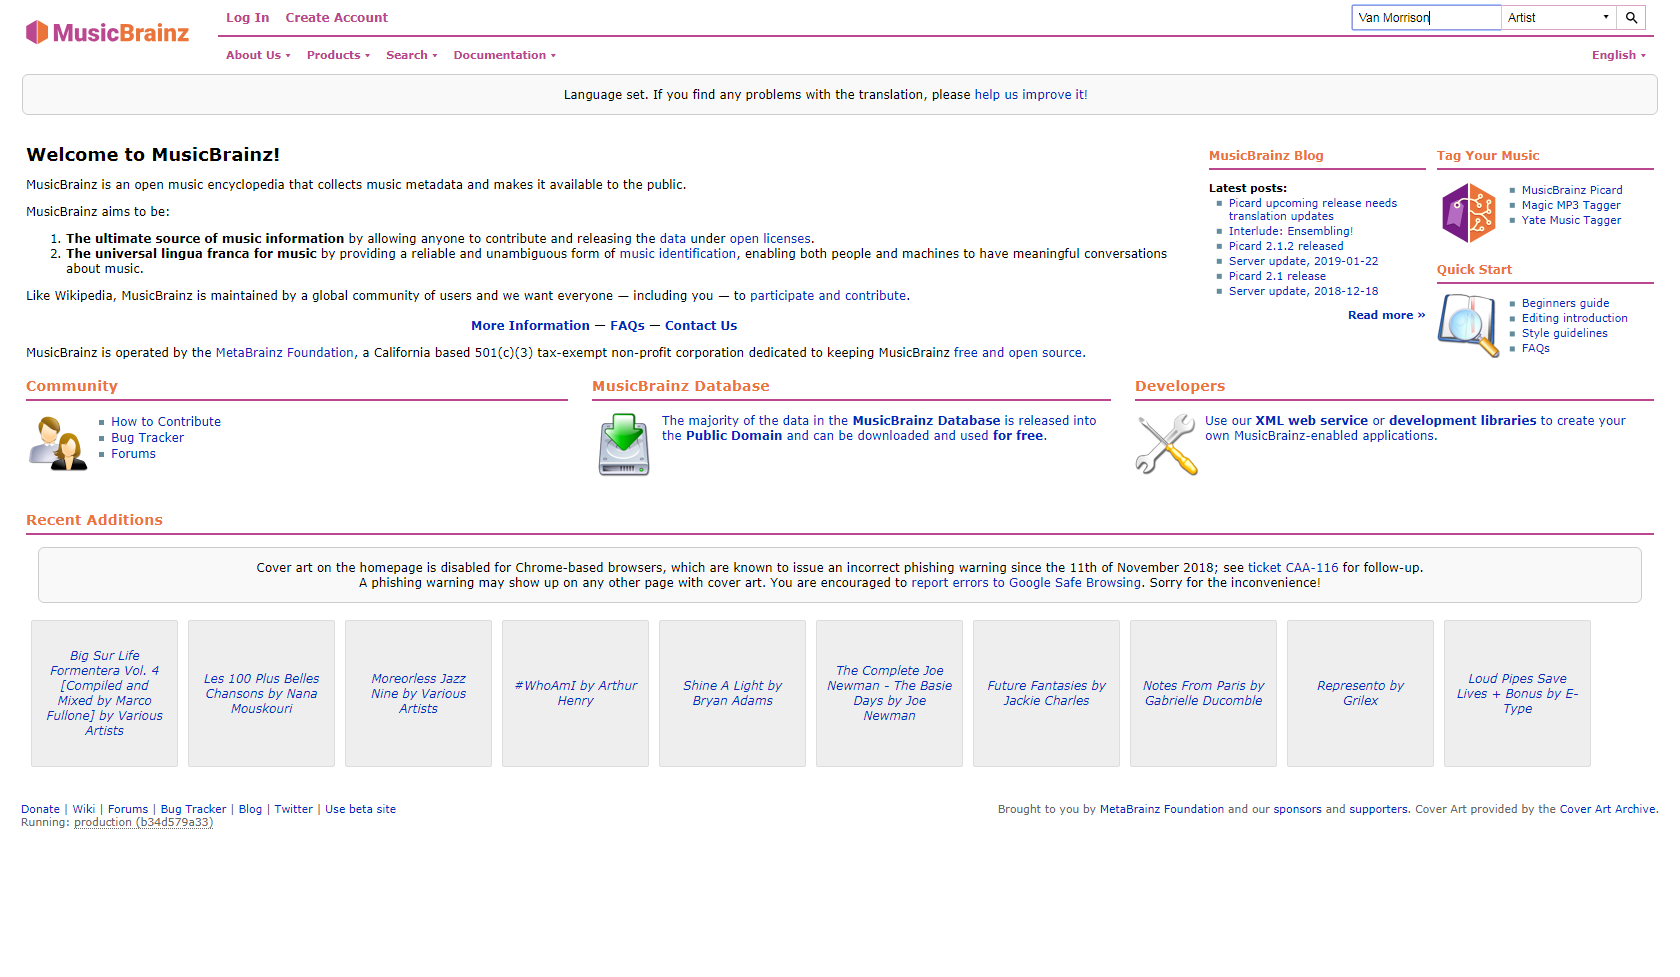 MusicBrainz
Log In Create Account
Van Morrison Artist
About Us Products Search Documentation English
Language set. If you find any problems with the translation, please help us improve it!
Welcome to MusicBrainz!
MusicBrainz is an open music encyclopedia that collects music metadata and makes it available to the public.
MusicBrainz aims to be:
1. The ultimate source of music information by allowing anyone to contribute and releasing the data under open licenses.
2. The universal lingua franca for music by providing a reliable and unambiguous form of music identification, enabling both people and machines to have meaningful conversations
about music.
Like Wikipedia, MusicBrainz is maintained by a global community of users and we want everyone — including you — to participate and contribute.
More Information — FAQs — Contact Us
MusicBrainz is operated by the MetaBrainz Foundation, a California based 501(c)(3) tax-exempt non-profit corporation dedicated to keeping MusicBrainz free and open source.
MusicBrainz Blog
Latest posts:
Picard upcoming release needs
translation updates
Interlude: Ensembling!
Picard 2.1.2 released
Server update, 2019-01-22
Picard 2.1 release
Server update, 2018-12-18
Read more »
Tag Your Music
MusicBrainz Picard
Magic MP3 Tagger
Yate Music Tagger
Quick Start
Beginners guide
Editing introduction
Style guidelines
FAQs
Community
How to Contribute
Bug Tracker
Forums
MusicBrainz Database
The majority of the data in the MusicBrainz Database is released into
the Public Domain and can be downloaded and used for free.
Developers
Use our XML web service or development libraries to create your
own MusicBrainz-enabled applications.
Recent Additions
Cover art on the homepage is disabled for Chrome-based browsers, which are known to issue an incorrect phishing warning since the 11th of November 2018; see ticket CAA-116 for follow-up.
A phishing warning may show up on any other page with cover art. You are encouraged to report errors to Google Safe Browsing. Sorry for the inconvenience!
Big Sur Life
Formentera Vol. 4
[Compiled and
Mixed by Marco
Fullone] by Various
Artists
Les 100 Plus Belles
Chansons by Nana
Mouskouri
Moreorless Jazz
Nine by Various
Artists
#WhoAmI by Arthur
Henry
Shine A Light by
Bryan Adams
The Complete Joe
Newman - The Basie
Days by Joe
Newman
Future Fantasies by
Jackie Charles
Notes From Paris by
Gabrielle Ducomble
Represento by
Grilex
Loud Pipes Save
Lives + Bonus by E-
Type
Donate | Wiki | Forums | Bug Tracker | Blog | Twitter | Use beta site
Running: production (b34d579a33)
Brought to you by MetaBrainz Foundation and our sponsors and supporters. Cover Art provided by the Cover Art Archive.